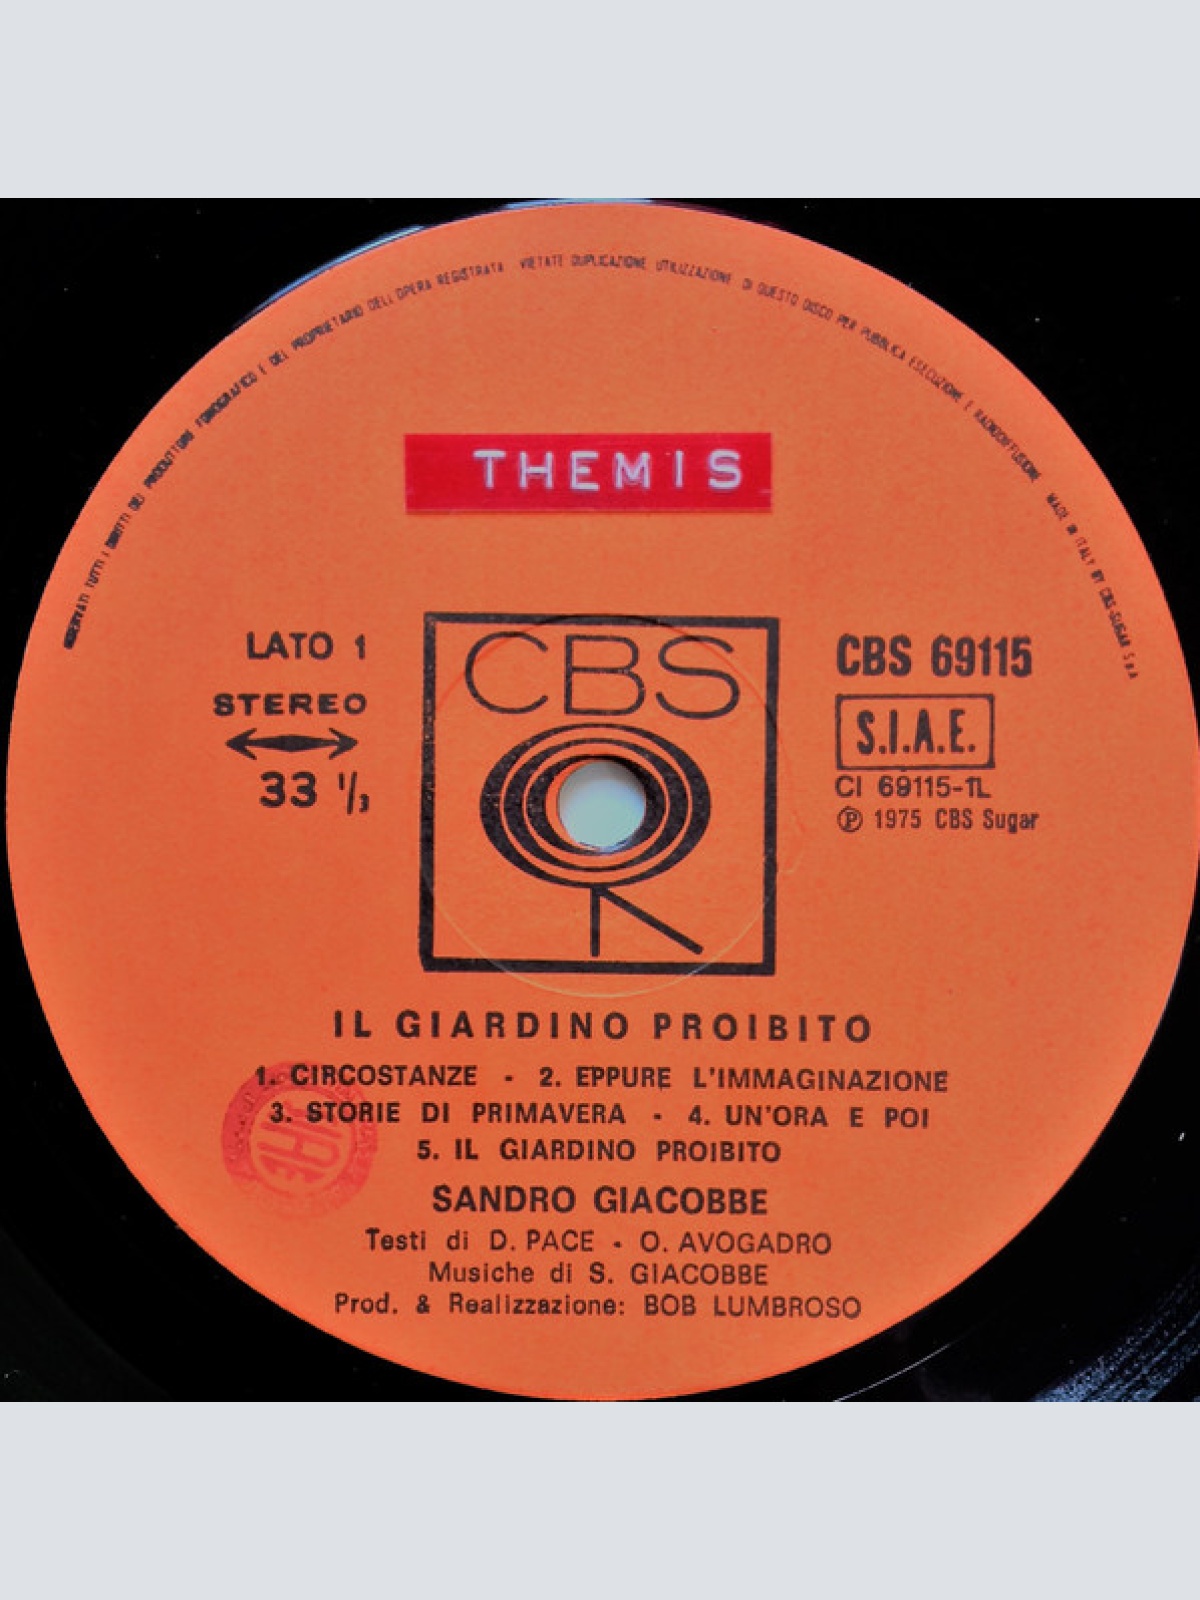 RISERVATI TUTTI I DIRITTI DEL PRODUTTORE FONOGRAFICO E DEL PROPRIETARIO DELL'OPERA REGISTRATA VIETATE DUPLICAZIONE UTILIZZAZIONE DI QUESTO DISCO PER PUBBLICA ESECUZIONE E RADIODIFFUSIONE MADE IN ITALY BY CBS-SUGAR S.p.A
THEMIS
LATO 1
STEREO
33 1/3
CBS
CBS 69115
S.I.A.E.
CI 69115-1L
℗ 1975 CBS Sugar
IL GIARDINO PROIBITO
1. CIRCOSTANZE - 2. EPPURE L'IMMAGINAZIONE
3. STORIE DI PRIMAVERA - 4. UN'ORA E POI
5. IL GIARDINO PROIBITO
SANDRO GIACOBBE
Testi di D. PACE - O. AVOGADRO
Musiche di S. GIACOBBE
Prod. & Realizzazione: BOB LUMBROSO